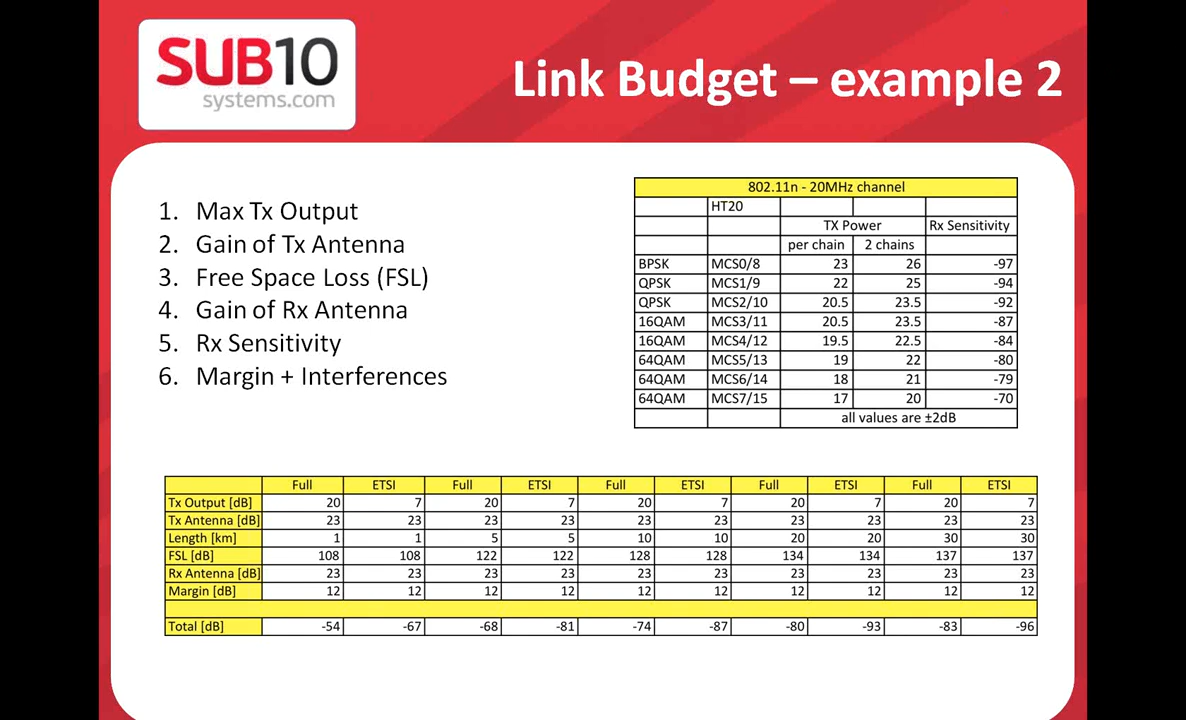 SUB10
systems.com
Link Budget – example 2
1. Max Tx Output
2. Gain of Tx Antenna
3. Free Space Loss (FSL)
4. Gain of Rx Antenna
5. Rx Sensitivity
6. Margin + Interferences
802.11n - 20MHz channel
HT20
TX Power Rx Sensitivity
per chain 2 chains
BPSK MCS0/8 23 26 -97
QPSK MCS1/9 22 25 -94
QPSK MCS2/10 20.5 23.5 -92
16QAM MCS3/11 20.5 23.5 -87
16QAM MCS4/12 19.5 22.5 -84
64QAM MCS5/13 19 22 -80
64QAM MCS6/14 18 21 -79
64QAM MCS7/15 17 20 -70
all values are ±2dB
Full ETSI Full ETSI Full ETSI Full ETSI Full ETSI
Tx Output [dB] 20 7 20 7 20 7 20 7 20 7
Tx Antenna [dB] 23 23 23 23 23 23 23 23 23 23
Length [km] 1 1 5 5 10 10 20 20 30 30
FSL [dB] 108 108 122 122 128 128 134 134 137 137
Rx Antenna [dB] 23 23 23 23 23 23 23 23 23 23
Margin [dB] 12 12 12 12 12 12 12 12 12 12
Total [dB] -54 -67 -68 -81 -74 -87 -80 -93 -83 -96